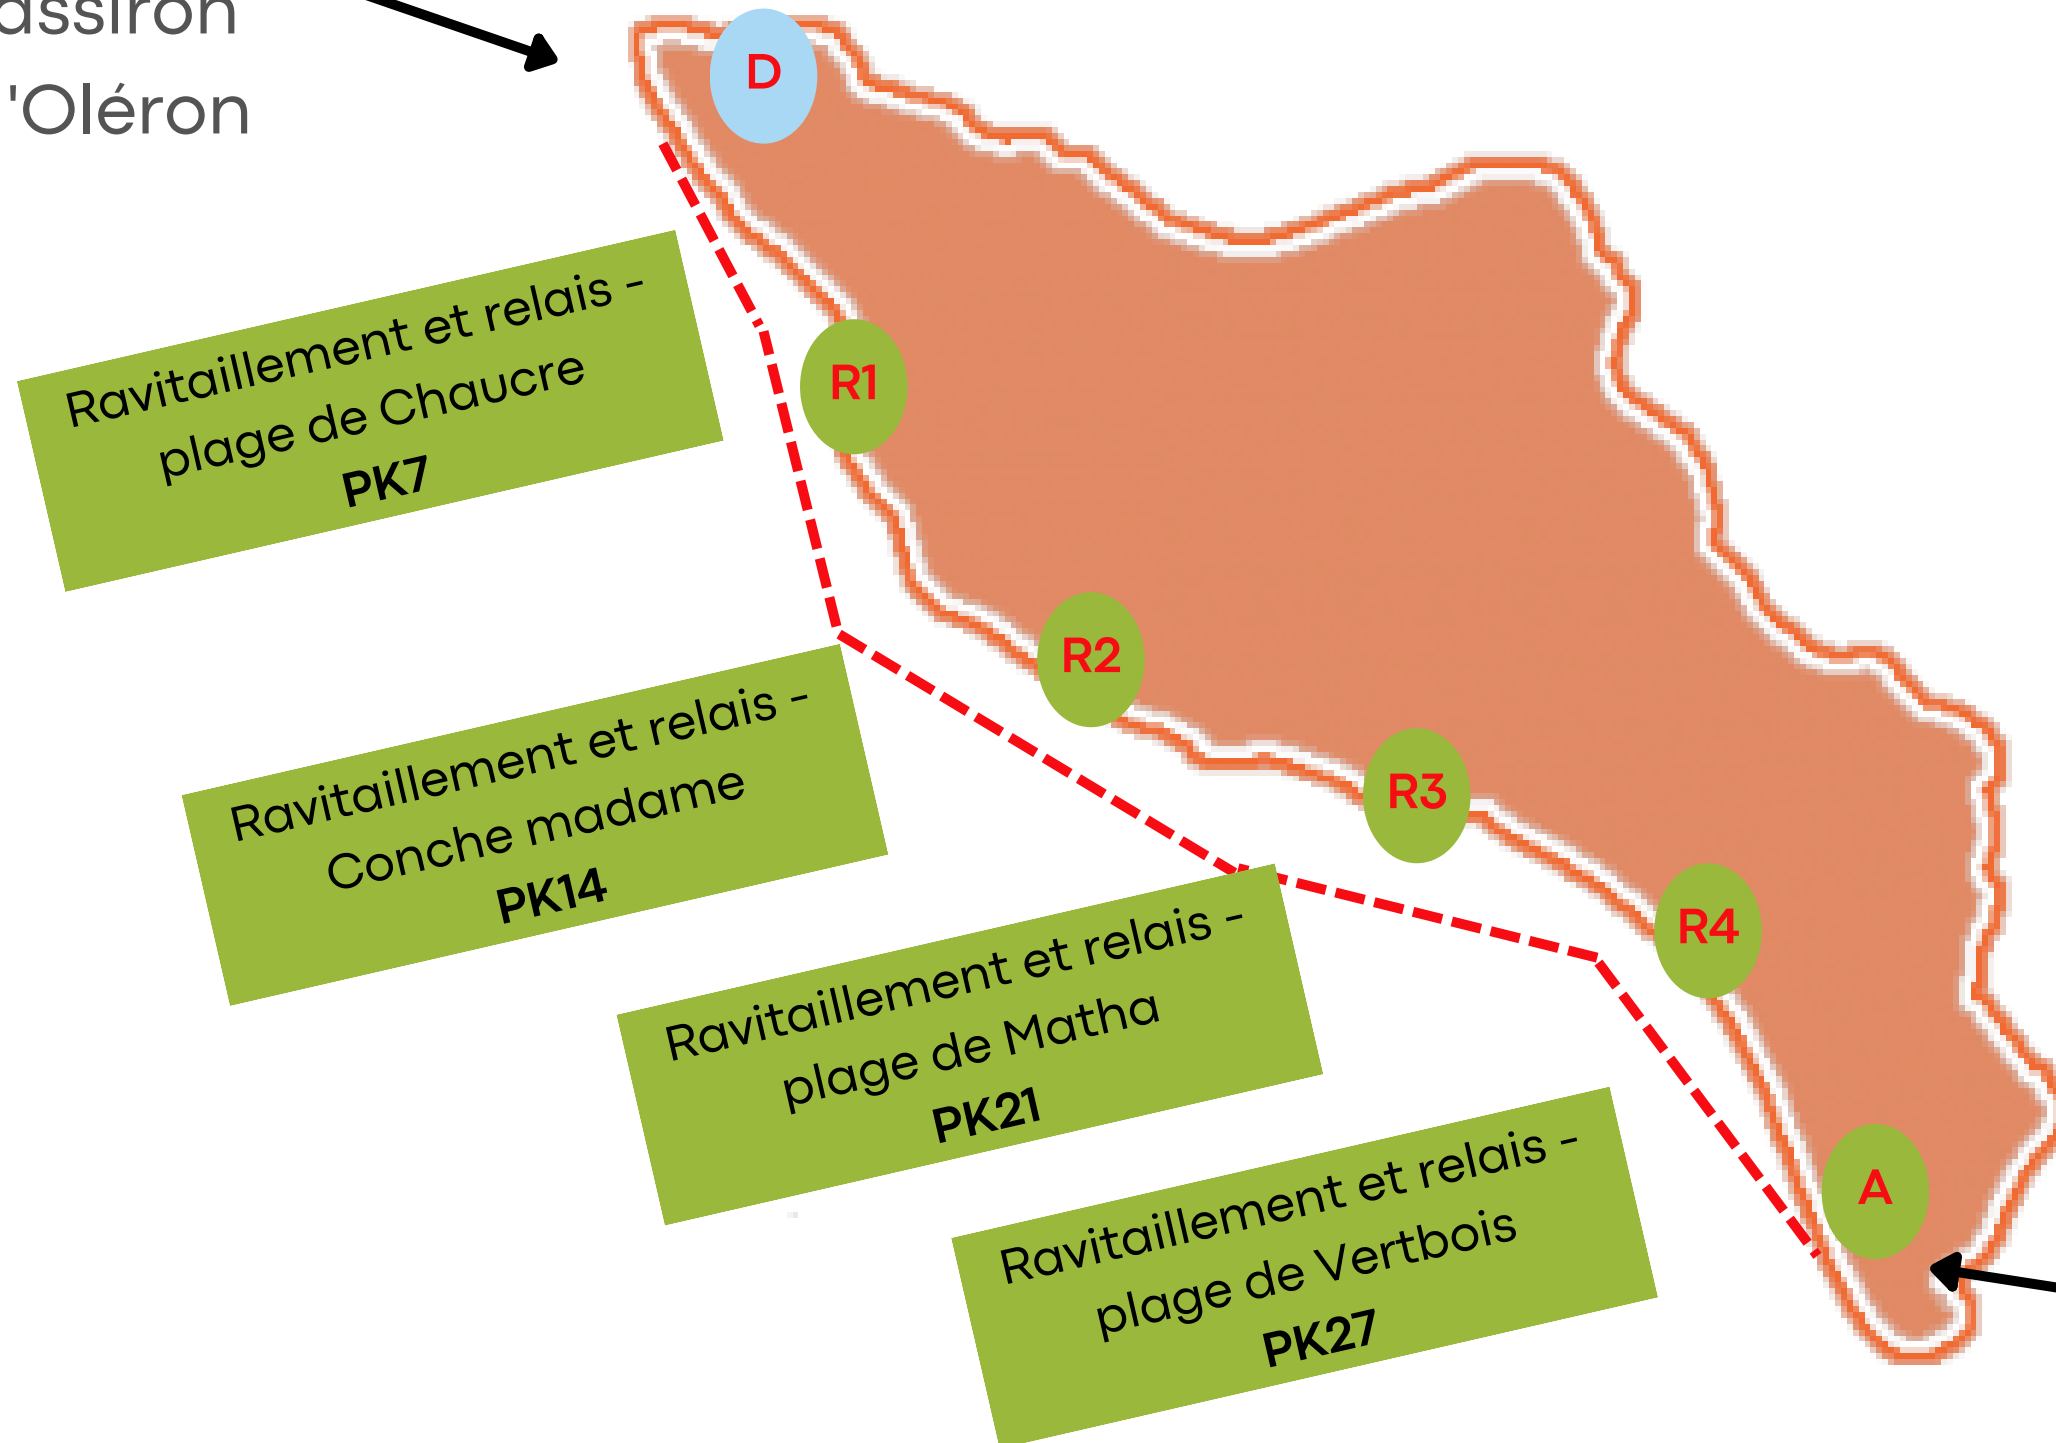 'Oléron
D
Ravitaillement et relais -
plage de Chaucre
PK7
R1
R2
Ravitaillement et relais -
Conche madame
PK14
R3
Ravitaillement et relais -
plage de Matha
PK21
R4
Ravitaillement et relais -
plage de Vertbois
PK27
A